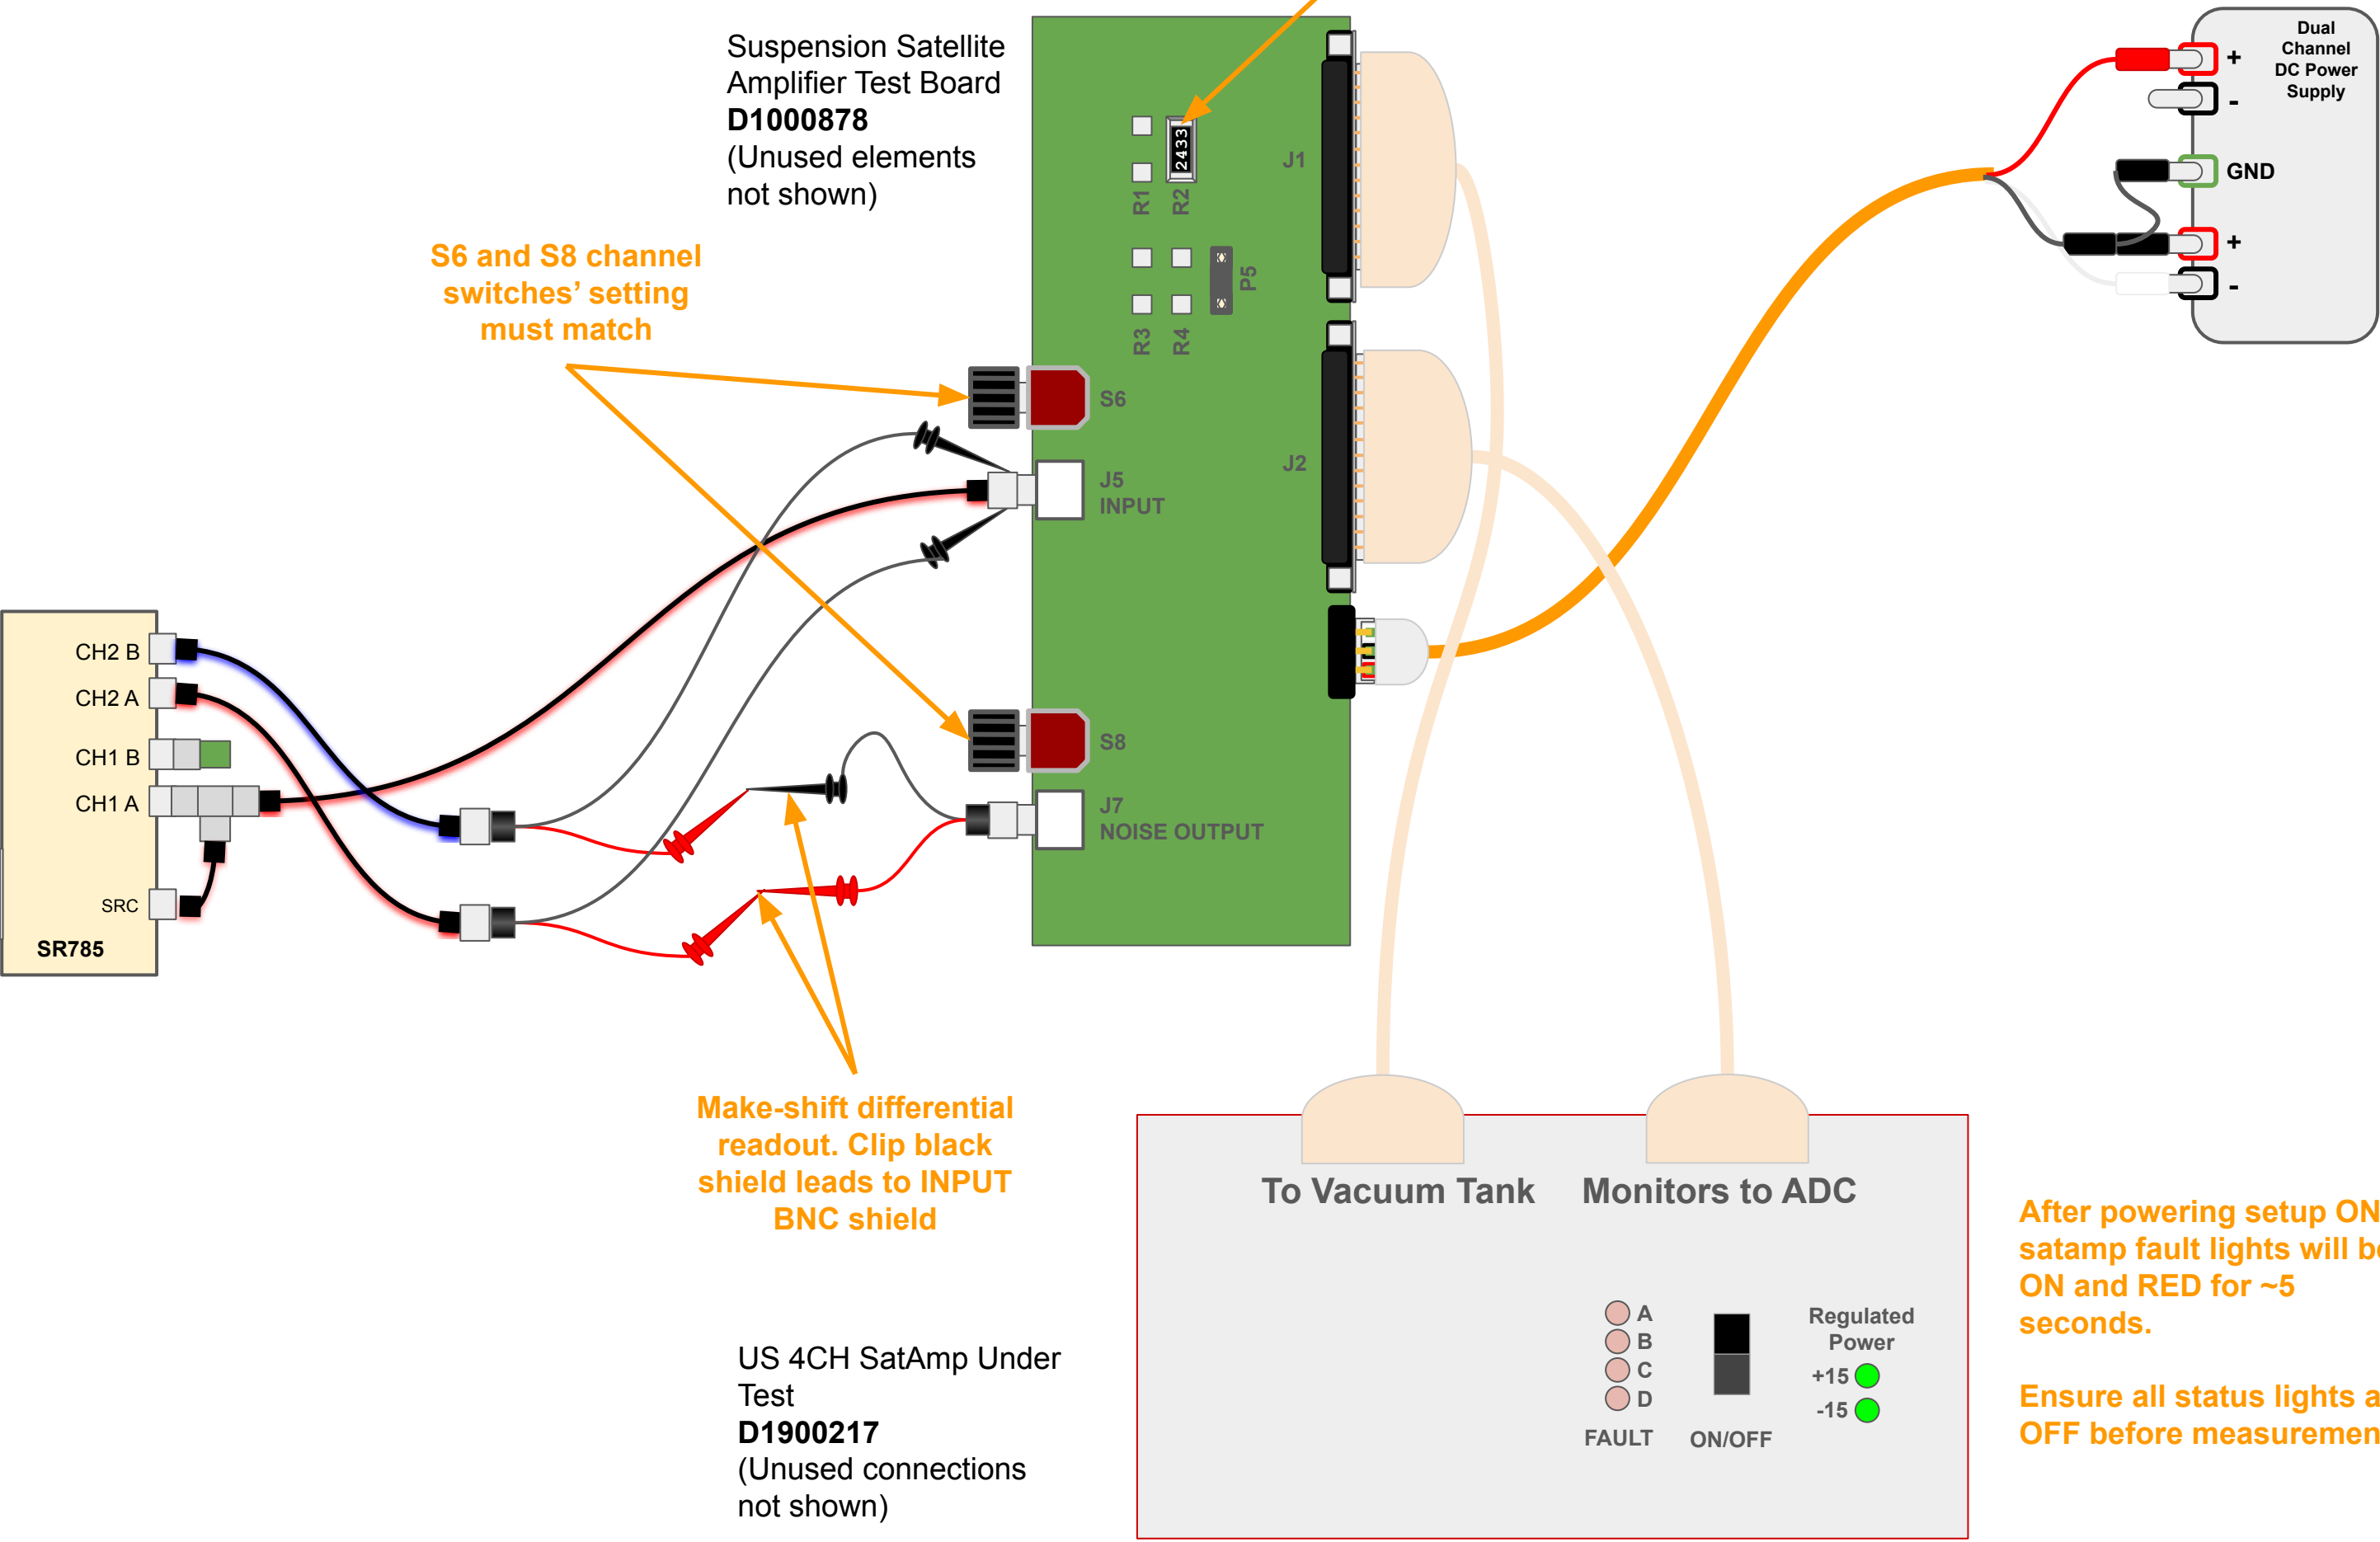 Suspension Satellite
Amplifier Test Board
D1000878
(Unused elements
not shown)
S6 and S8 channel
switches’ setting
must match
2433
R1
R2
R3
R4
P5
J1
J2
S6
J5
INPUT
S8
J7
NOISE OUTPUT
Dual
Channel
DC Power
Supply
+
-
GND
+
-
CH2 B
CH2 A
CH1 B
CH1 A
SRC
SR785
Make-shift differential
readout. Clip black
shield leads to INPUT
BNC shield
To Vacuum Tank
Monitors to ADC
A
B
C
D
FAULT
ON/OFF
Regulated
Power
+15
-15
US 4CH SatAmp Under
Test
D1900217
(Unused connections
not shown)
After powering setup ON
satamp fault lights will be
ON and RED for ~5
seconds.
Ensure all status lights
OFF before